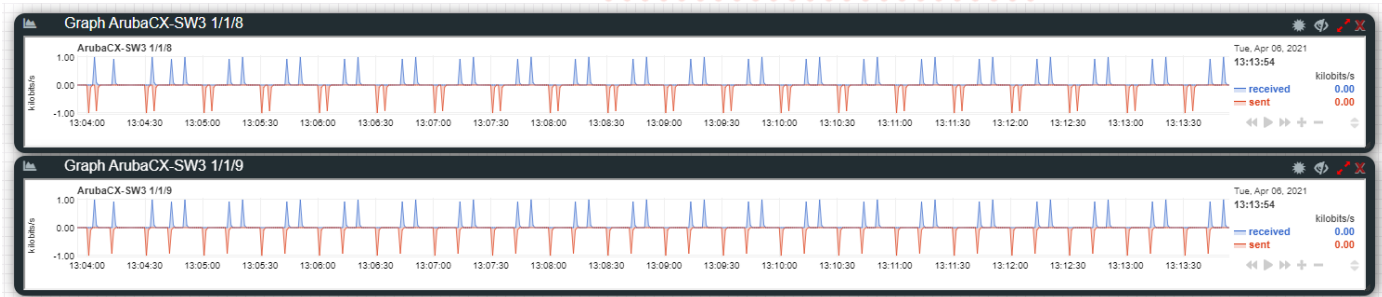 Graph ArubaCX-SW3 1/1/8
ArubaCX-SW3 1/1/8
Tue, Apr 06, 2021
13:13:54
kilobits/s
received 0.00
sent 0.00
kilobits/s
1.00
0.00
-1.00
13:04:00 13:04:30 13:05:00 13:05:30 13:06:00 13:06:30 13:07:00 13:07:30 13:08:00 13:08:30 13:09:00 13:09:30 13:10:00 13:10:30 13:11:00 13:11:30 13:12:00 13:12:30 13:13:00 13:13:30
Graph ArubaCX-SW3 1/1/9
ArubaCX-SW3 1/1/9
Tue, Apr 06, 2021
13:13:54
kilobits/s
received 0.00
sent 0.00
kilobits/s
1.00
0.00
-1.00
13:04:00 13:04:30 13:05:00 13:05:30 13:06:00 13:06:30 13:07:00 13:07:30 13:08:00 13:08:30 13:09:00 13:09:30 13:10:00 13:10:30 13:11:00 13:11:30 13:12:00 13:12:30 13:13:00 13:13:30